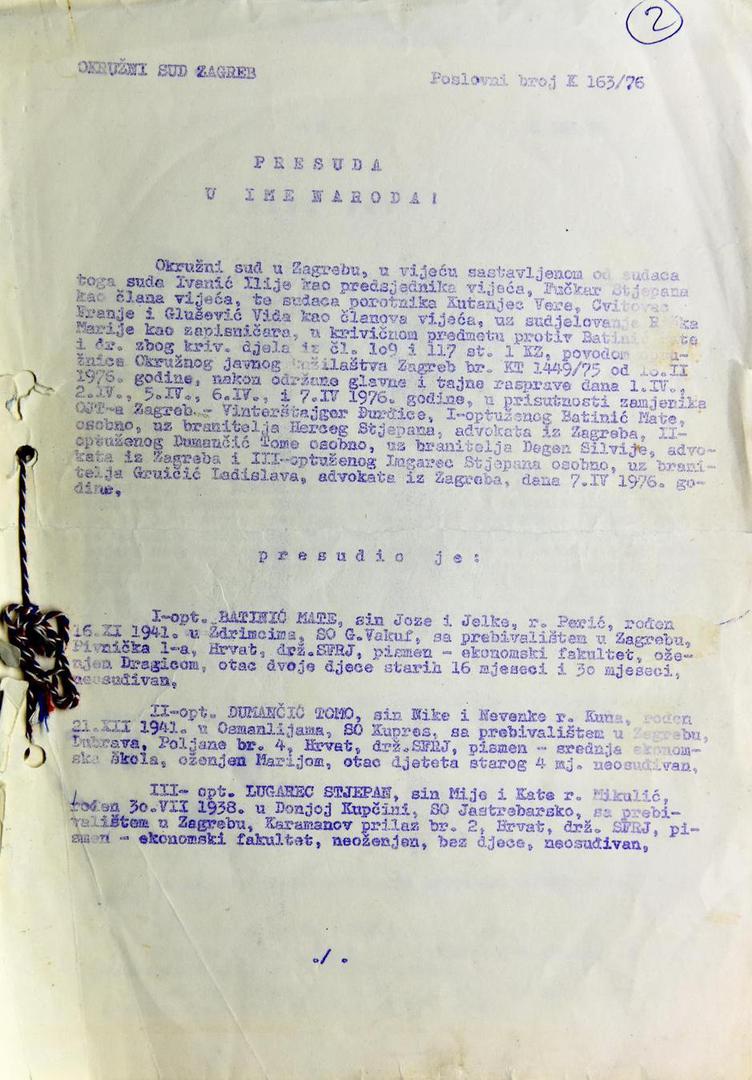 2
OKRUŽNI SUD ZAGREB
Poslovni broj K 163/76
P R E S U D A
U I M E N A R O D A !
Okružni sud u Zagrebu, u vijeću sastavljenom od sudaca
toga suda Ivanić Ilije kao predsjednika vijeća, Fučkar Stjepana
kao člana vijeća, te sudaca porotnika Kutanjec Vere, Cvitovac
Franje i Glušević Vida kao članova vijeća, uz sudjelovanje
Marije kao zapisničara, u krivičnom predmetu protiv Batinić
i dr. zbog kriv. djela iz čl. 109 i 117 st. 1 KZ, povodom
žnice Okružnog javnog tužilaštva Zagreb br. KT 1449/75 od II
1976. godine, nakon održane glavne i tajne rasprave dana 1.IV.,
2.IV., 5.IV., 6.IV., i 7.IV 1976. godine, u prisutnosti zamjenika
OJT-a Zagreb - Vinterštajger Đurđice, I-optuženog Batinić Mate,
osobno, uz branitelja Herceg Stjepana, advokata iz Zagreba, II-
optuženog Dumančić Tome osobno, uz branitelja Degen Silvije, advo-
kata iz Zagreba i III-optuženog Lugarec Stjepana osobno, uz brani-
telja Gruičić Ladislava, advokata iz Zagreba, dana 7.IV 1976. go-
dine,
p r e s u d i o j e :
I-opt. BATINIĆ MATE, sin Joze i Jelke, r. Perić, rođen
16.XI 1941. u Ždrimcima, SO G.Vakuf, sa prebivalištem u Zagrebu,
Pivnička 1-a, Hrvat, drž.SFRJ, pismen - ekonomski fakultet, ože-
njen Dragicom, otac dvoje djece starih 16 mjeseci i 30 mjeseci,
neosuđivan,
II-opt. DUMANČIĆ TOMO, sin Nike i Nevenke r. Kuna, rođen
21.XII 1941. u Osmanlijama, SO Kupres, sa prebivalištem u Zagrebu,
Dubrava, Poljane br. 4, Hrvat, drž.SFRJ, pismen - srednja ekonom-
ska škola, oženjen Marijom, otac djeteta starog 4 mj. neosuđivan,
III- opt. LUGAREC STJEPAN, sin Mije i Kate r. Mikulić,
rođen 30.VII 1938. u Donjoj Kupčini, SO Jastrebarsko, sa prebi-
valištem u Zagrebu, Karamanov prilaz br. 2, Hrvat, drž. SFRJ, pi-
smen - ekonomski fakultet, neoženjen, bez djece, neosuđivan,
./.